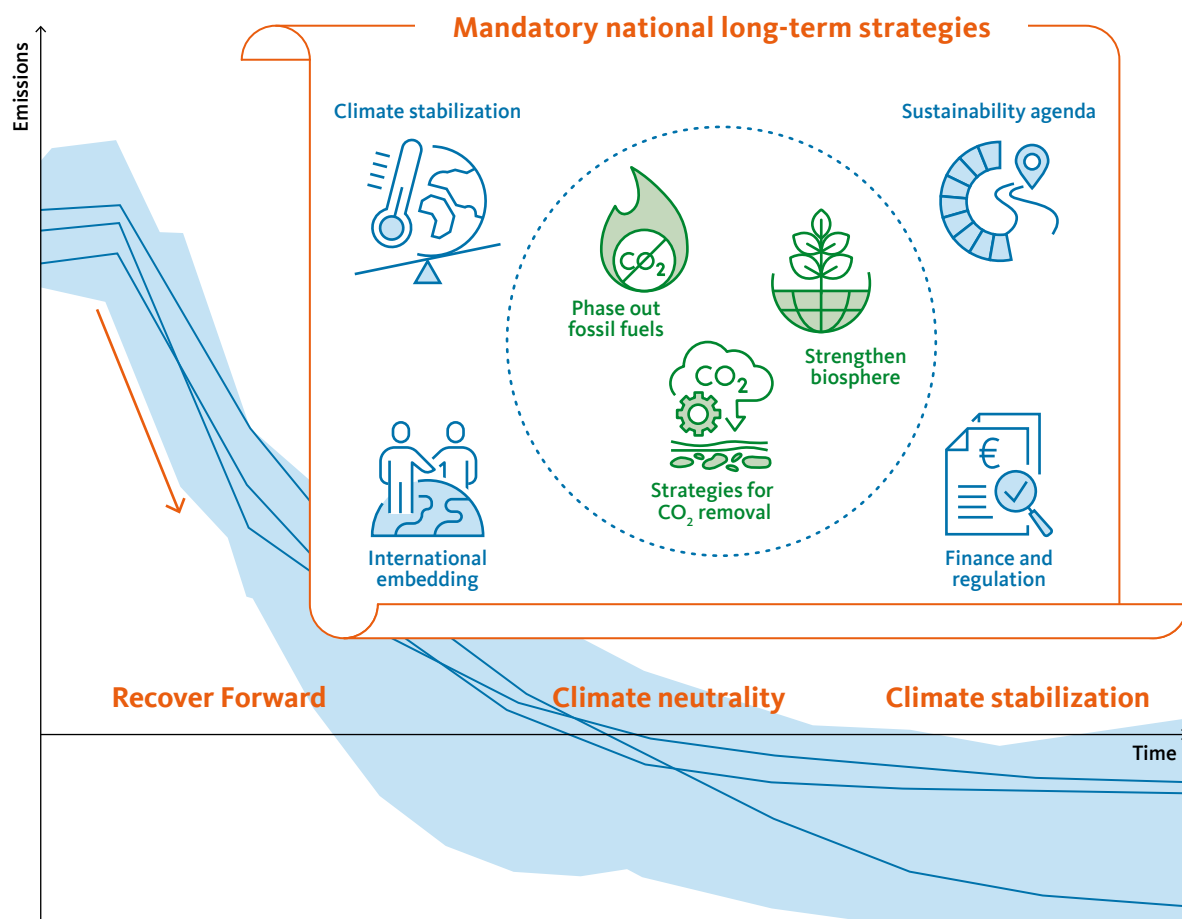 Mandatory national long-term strategies
Emissions
Climate stabilization
Sustainability agenda
CO₂
Phase out
fossil fuels
Strengthen
biosphere
CO₂
Strategies for
CO₂ removal
€
International
embedding
Finance and
regulation
Recover Forward
Climate neutrality
Climate stabilization
Time